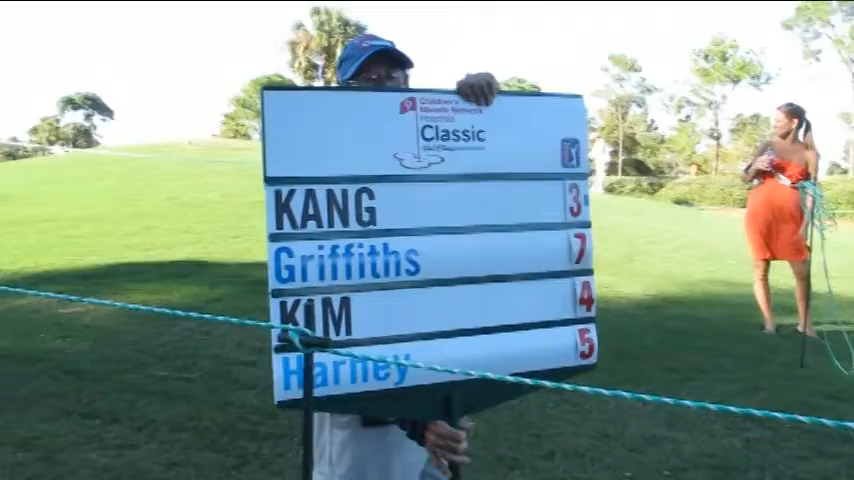 Children's
Miracle Network
Hospitals
Classic
KANG 3
Griffiths 7
KIM 4
Harney 5